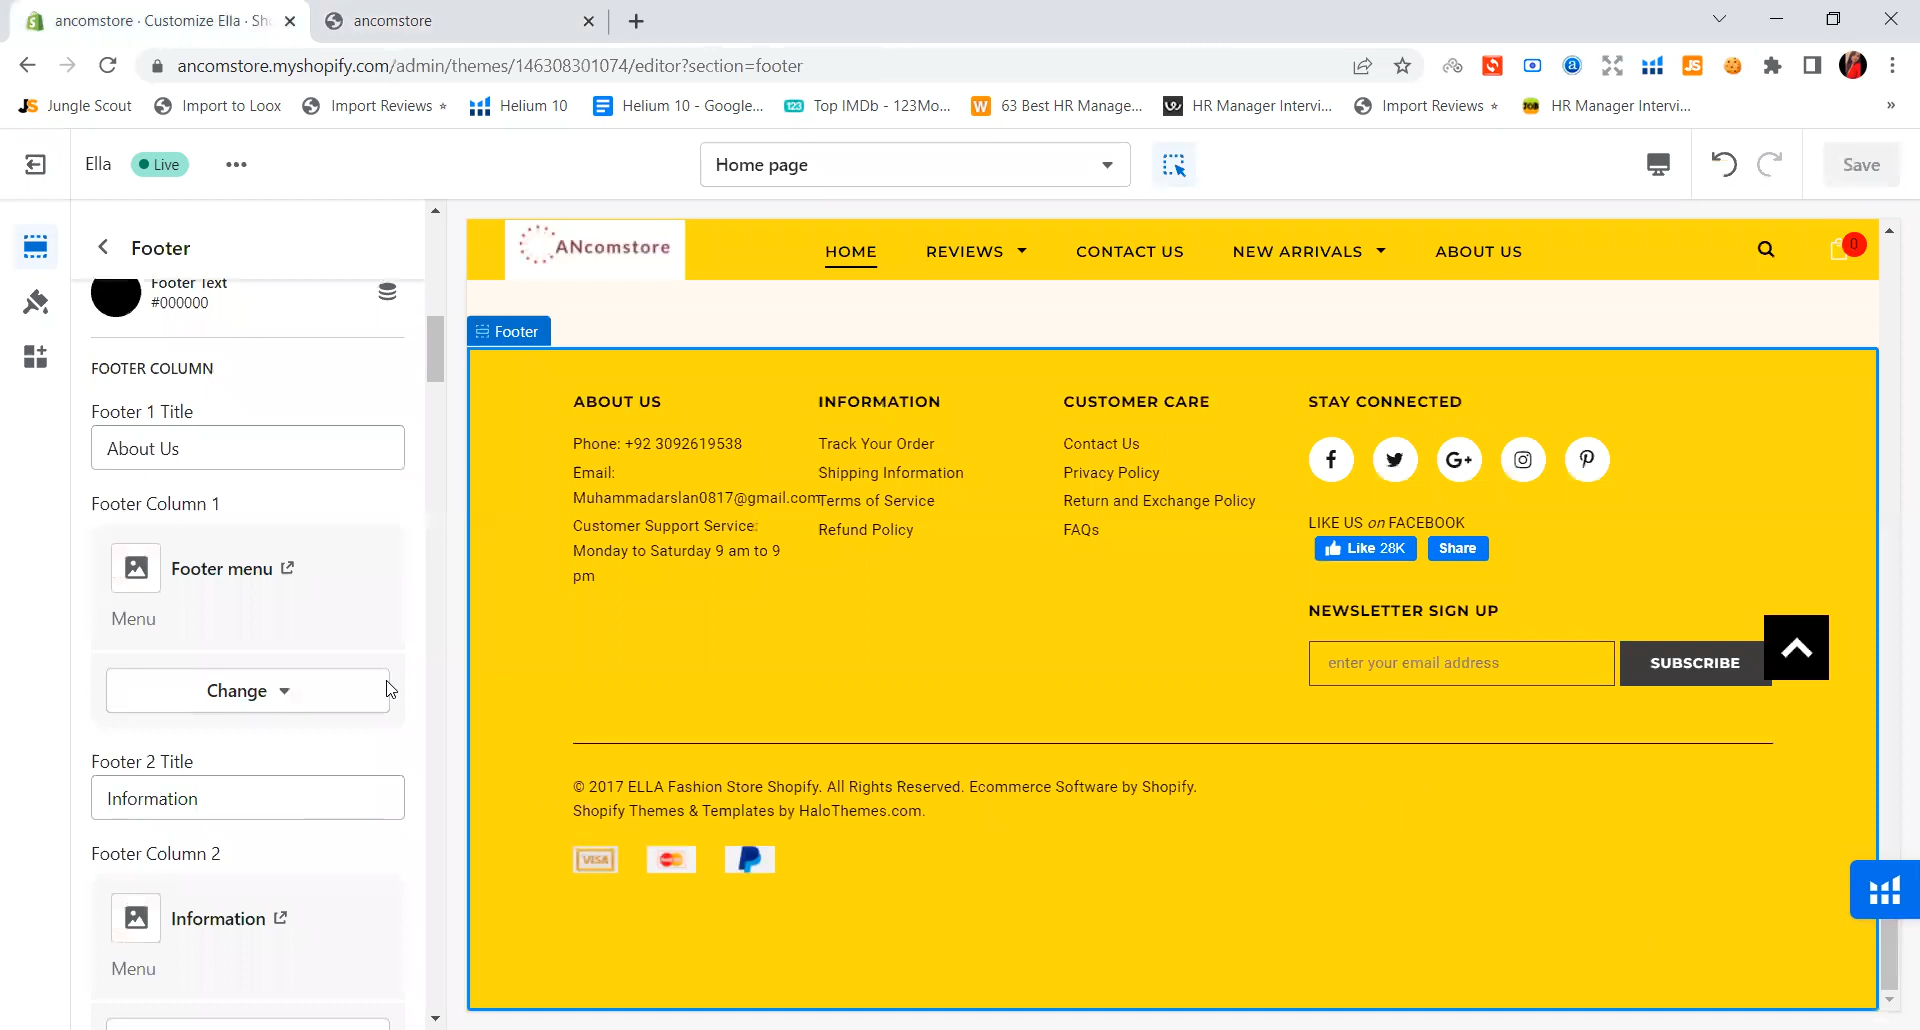 ancomstore · Customize Ella · Sh
ancomstore
ancomstore.myshopify.com/admin/themes/146308301074/editor?section=footer
Jungle Scout
Import to Loox
Import Reviews
Helium 10
Helium 10 - Google...
Top IMDb - 123Mo...
63 Best HR Manage...
HR Manager Intervi...
Import Reviews
HR Manager Intervi...
»
Ella
Live
Home page
Save
Footer
Footer Text
#000000
FOOTER COLUMN
Footer 1 Title
About Us
Footer Column 1
Footer menu
Menu
Change
Footer 2 Title
Information
Footer Column 2
Information
Menu
ANcomstore
HOME
REVIEWS
CONTACT US
NEW ARRIVALS
ABOUT US
0
Footer
ABOUT US
Phone: +92 3092619538
Email:
Muhammadarslan0817@gmail.com
Customer Support Service:
Monday to Saturday 9 am to 9
pm
INFORMATION
Track Your Order
Shipping Information
Terms of Service
Refund Policy
CUSTOMER CARE
Contact Us
Privacy Policy
Return and Exchange Policy
FAQs
STAY CONNECTED
LIKE US on FACEBOOK
Like 28K
Share
NEWSLETTER SIGN UP
enter your email address
SUBSCRIBE
© 2017 ELLA Fashion Store Shopify. All Rights Reserved. Ecommerce Software by Shopify.
Shopify Themes & Templates by HaloThemes.com.
VISA